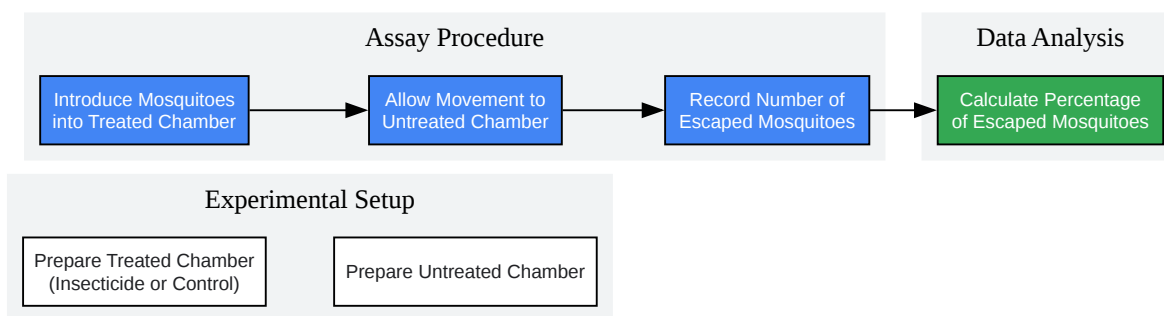 Assay Procedure
Introduce Mosquitoes
into Treated Chamber
Allow Movement to
Untreated Chamber
Record Number of
Escaped Mosquitoes
Data Analysis
Calculate Percentage
of Escaped Mosquitoes
Experimental Setup
Prepare Treated Chamber
(Insecticide or Control)
Prepare Untreated Chamber